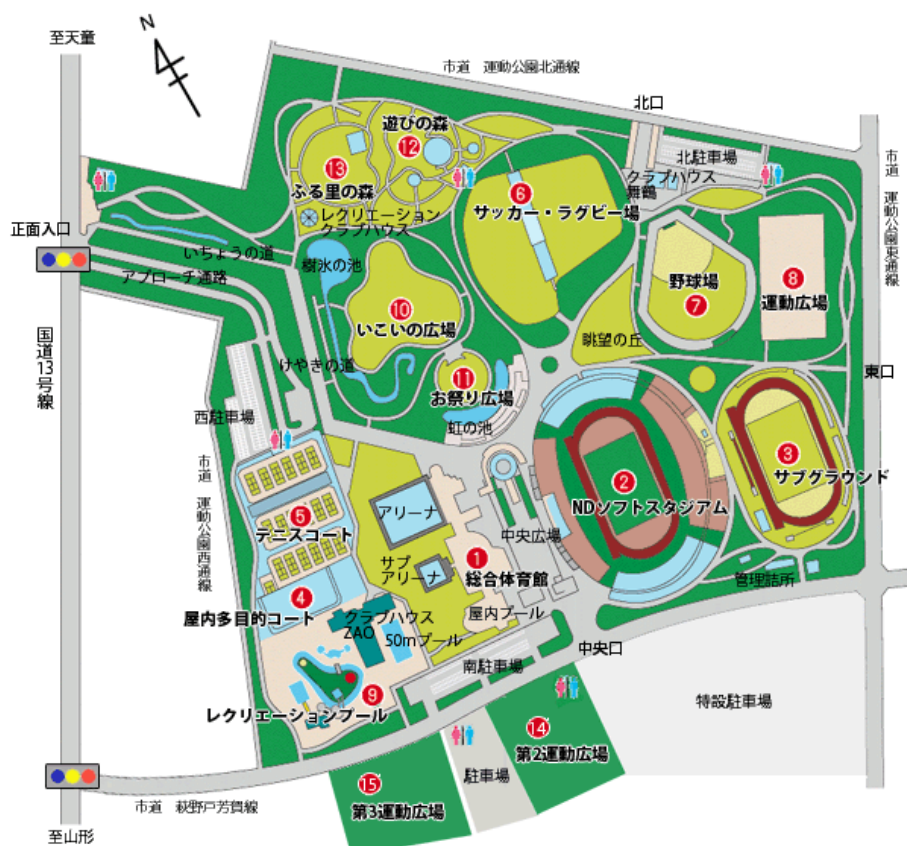 N
至天童
市道 運動公園北通線
北口
遊びの森
12
北駐車場
13
ふる里の森
6
クラブハウス
舞鶴
サッカー・ラグビー場
市道 運動公園東通線
レクリエーション
クラブハウス
正面入口
いちょうの道
樹氷の池
アプローチ通路
野球場
7
8
運動広場
10
いこいの広場
眺望の丘
国道13号線
けやきの道
11
お祭り広場
東口
西駐車場
虹の池
3
サブグラウンド
2
NDソフトスタジアム
市道 運動公園西通線
5
テニスコート
アリーナ
中央広場
サブ
アリーナ
1
総合体育館
管理詰所
4
屋内多目的コート
クラブハウス
ZAO
50mプール
屋内プール
中央口
南駐車場
9
レクリエーションプール
特設駐車場
14
第2運動広場
駐車場
15
第3運動広場
市道 萩野戸芳賀線
至山形